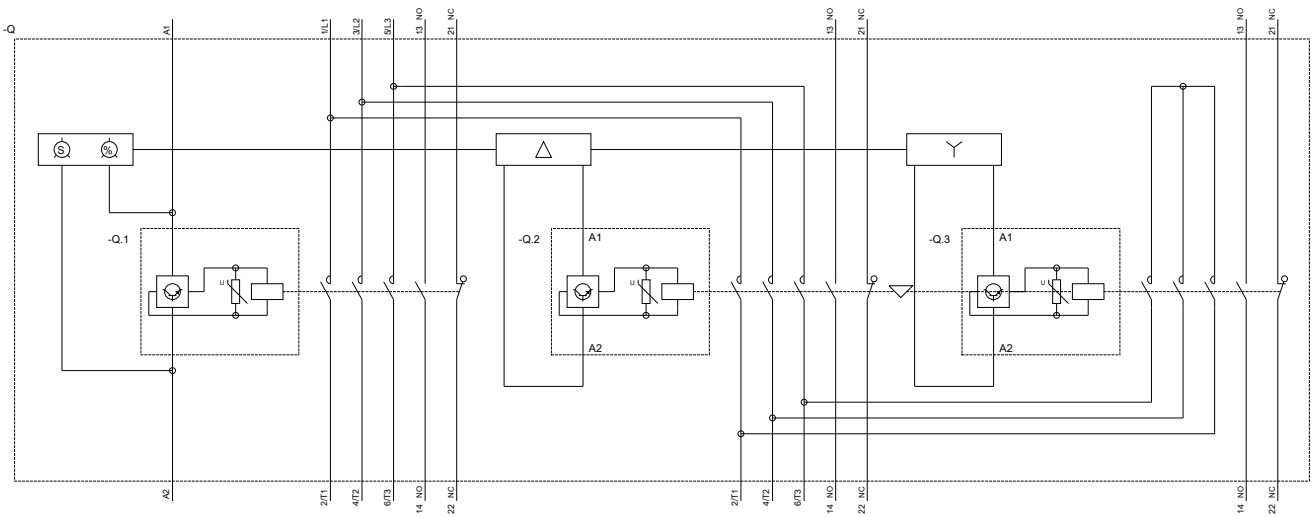 -Q
A1
1/L1
3/L2
5/L3
13 NO
21 NC
13 NO
21 NC
13 NO
21 NC
S
%
-Q.1
U
-Q.2
A1
U
A2
-Q.3
A1
U
A2
A2
2/T1
4/T2
6/T3
14 NO
22 NC
2/T1
4/T2
6/T3
14 NO
22 NC
14 NO
22 NC